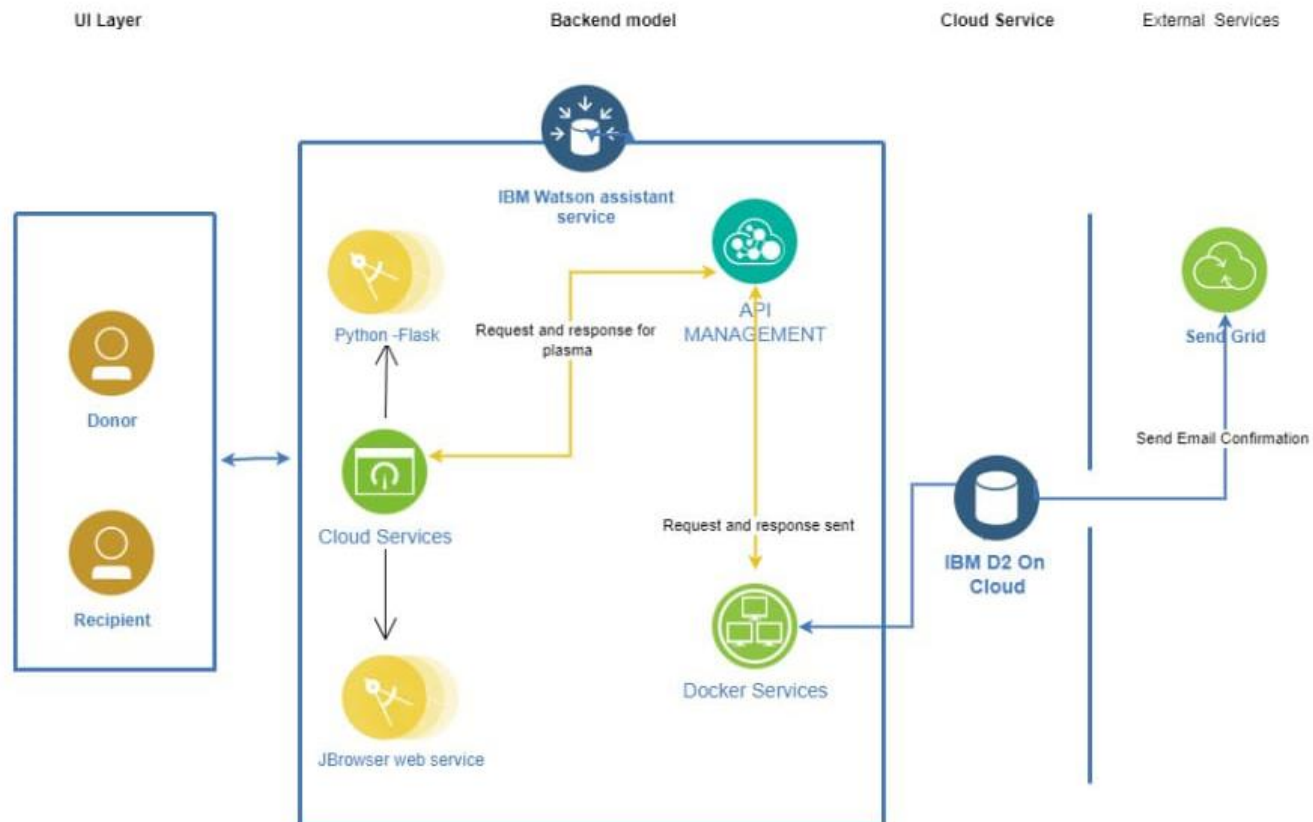 UI Layer
Backend model
Cloud Service
External Services
IBM Watson assistant
service
Python -Flask
Request and response for
plasma
API
MANAGEMENT
Send Grid
Donor
Send Email Confirmation
Cloud Services
Request and response sent
IBM D2 On
Cloud
Recipient
Docker Services
JBrowser web service